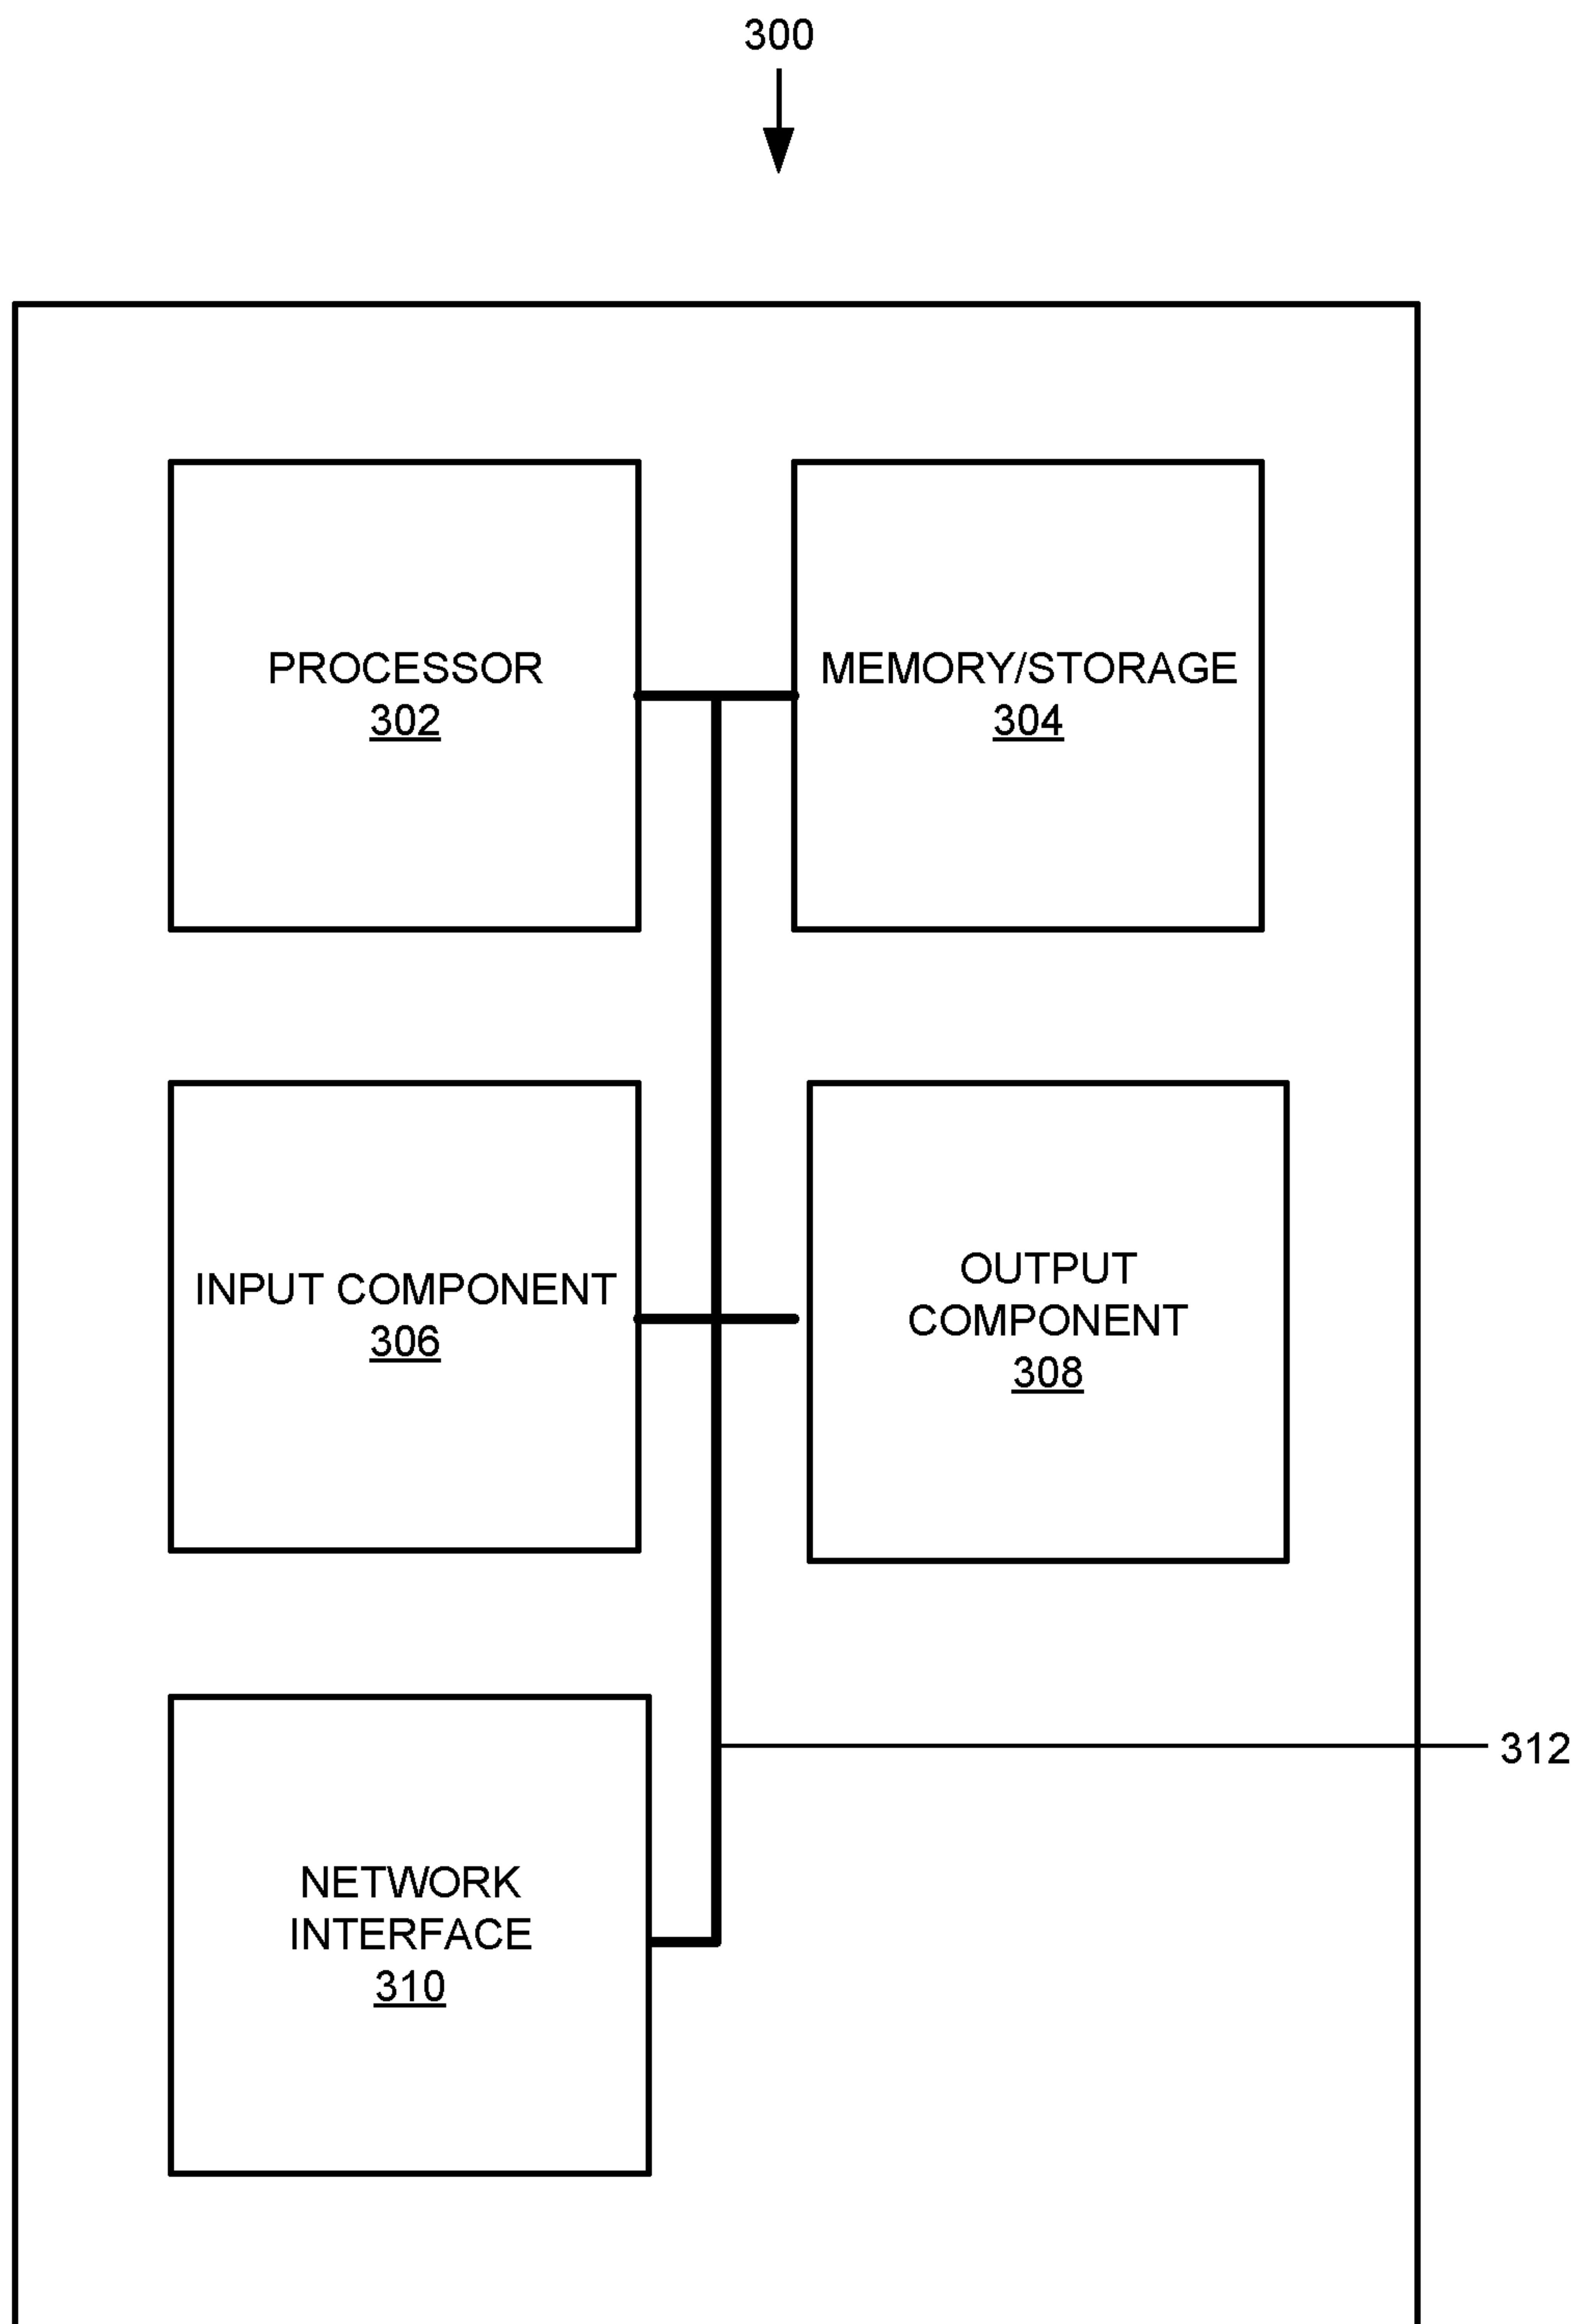 300
PROCESSOR
302
MEMORY/STORAGE
304
INPUT COMPONENT
306
OUTPUT
COMPONENT
308
312
NETWORK
INTERFACE
310